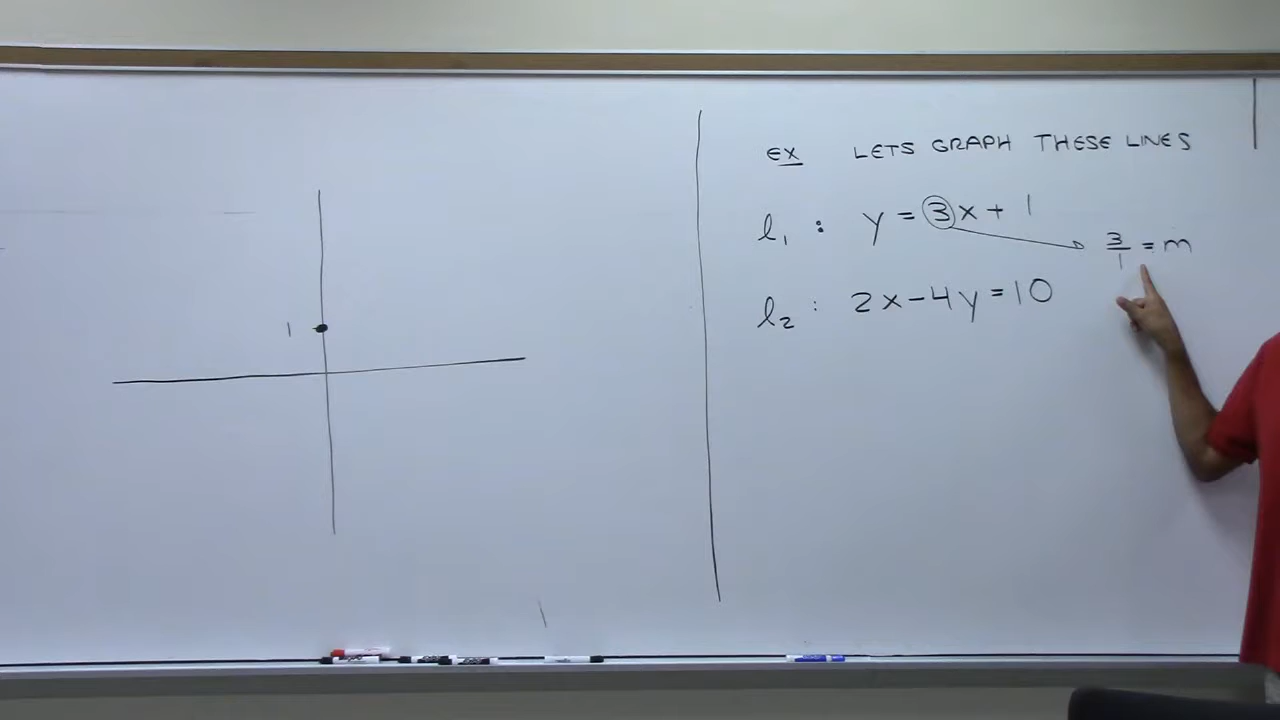 EX LETS GRAPH THESE LINES
l₁ : y = 3x + 1
3/1 = m
l₂ : 2x - 4y = 10
1